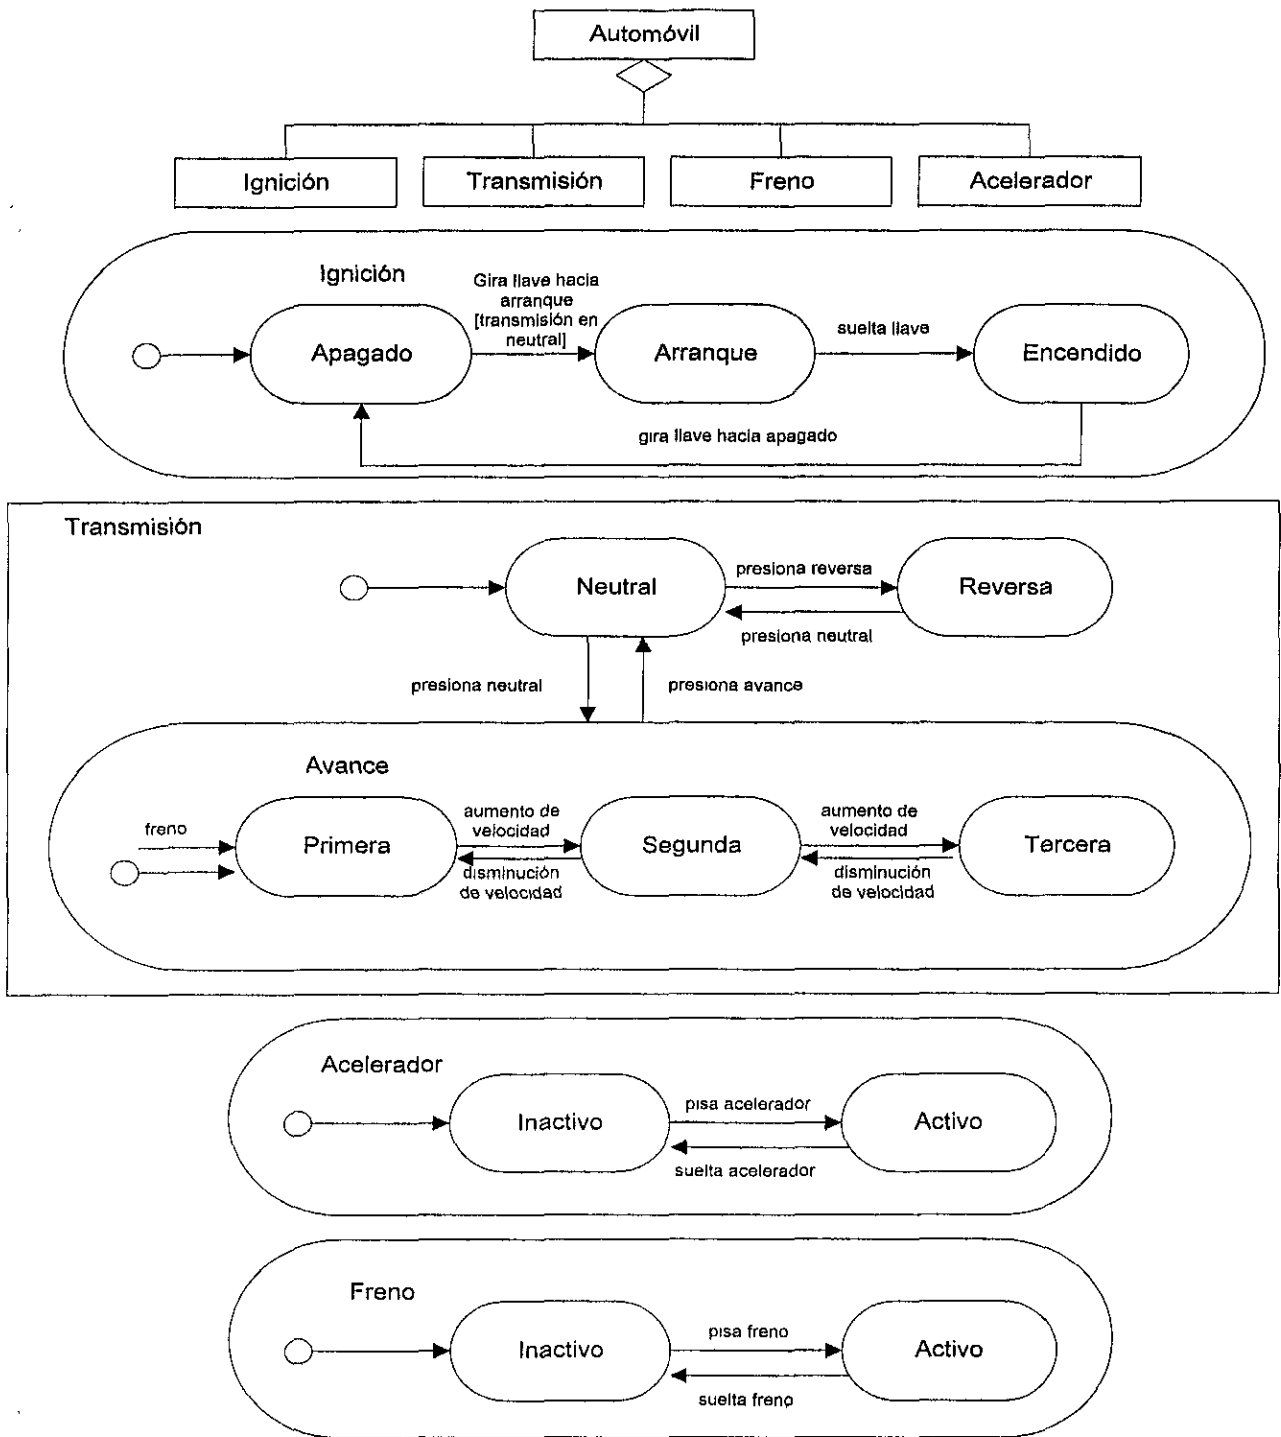 Automóvil
Ignición
Transmisión
Freno
Acelerador
Ignición
Gira llave hacia
arranque
[transmisión en
neutral]
Apagado
Arranque
suelta llave
Encendido
gira llave hacia apagado
Transmisión
Neutral
presiona reversa
Reversa
presiona neutral
presiona neutral
presiona avance
Avance
freno
Primera
aumento de
velocidad
disminución
de velocidad
Segunda
aumento de
velocidad
disminución
de velocidad
Tercera
Acelerador
Inactivo
pisa acelerador
Activo
suelta acelerador
Freno
Inactivo
pisa freno
Activo
suelta freno